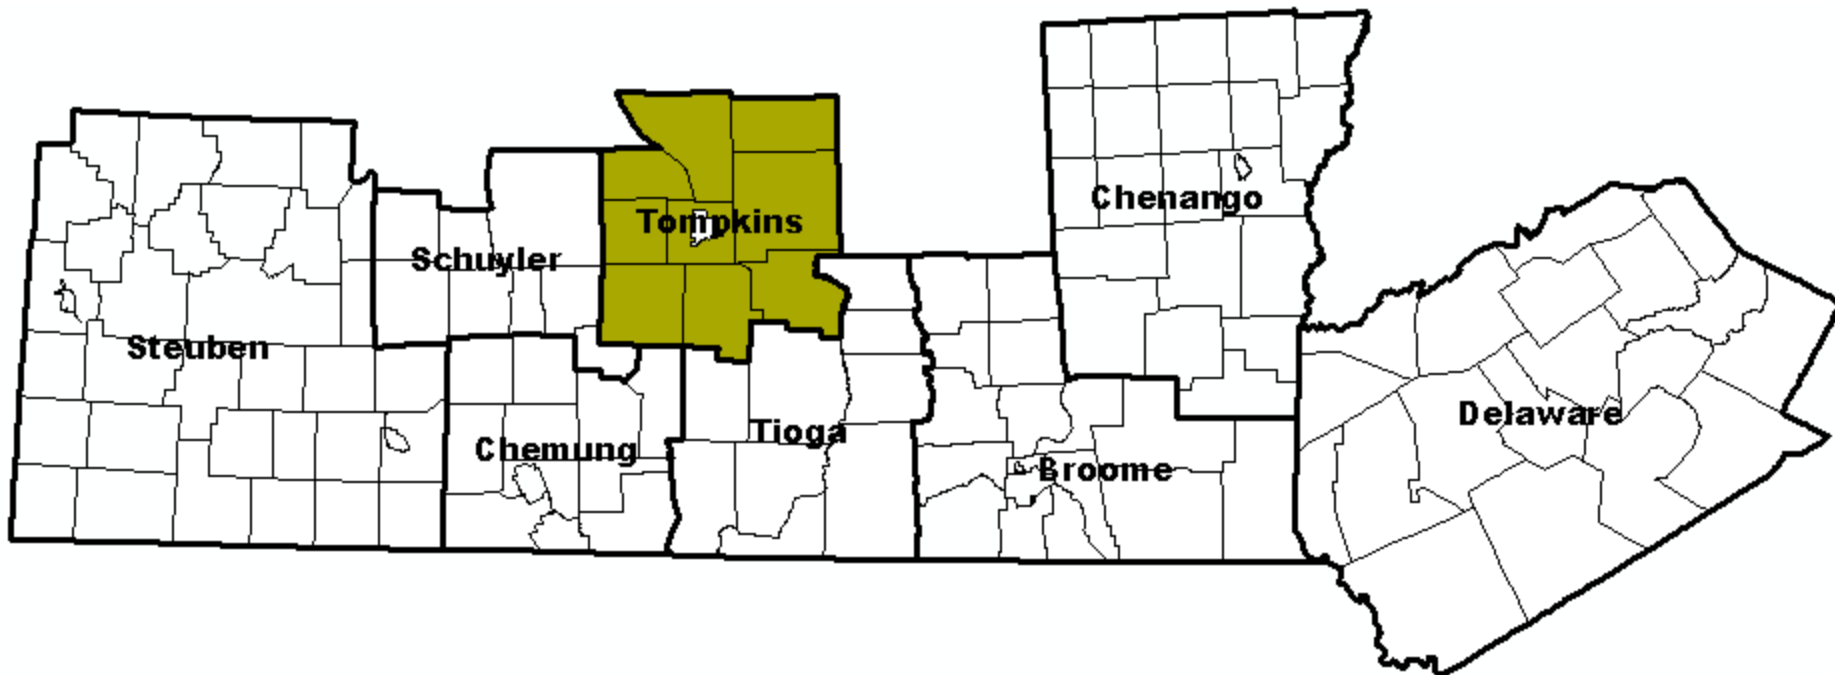 Chenango
Tompkins
Schuyler
Steuben
Delaware
Tioga
Chemung
Broome